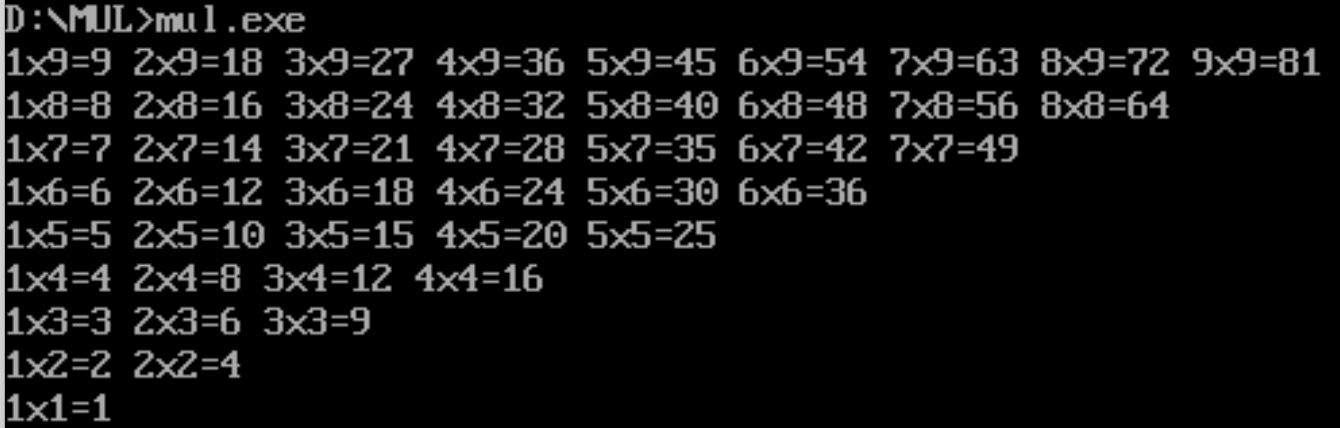 D:\MUL>mul.exe
1x9=9 2x9=18 3x9=27 4x9=36 5x9=45 6x9=54 7x9=63 8x9=72 9x9=81
1x8=8 2x8=16 3x8=24 4x8=32 5x8=40 6x8=48 7x8=56 8x8=64
1x7=7 2x7=14 3x7=21 4x7=28 5x7=35 6x7=42 7x7=49
1x6=6 2x6=12 3x6=18 4x6=24 5x6=30 6x6=36
1x5=5 2x5=10 3x5=15 4x5=20 5x5=25
1x4=4 2x4=8 3x4=12 4x4=16
1x3=3 2x3=6 3x3=9
1x2=2 2x2=4
1x1=1